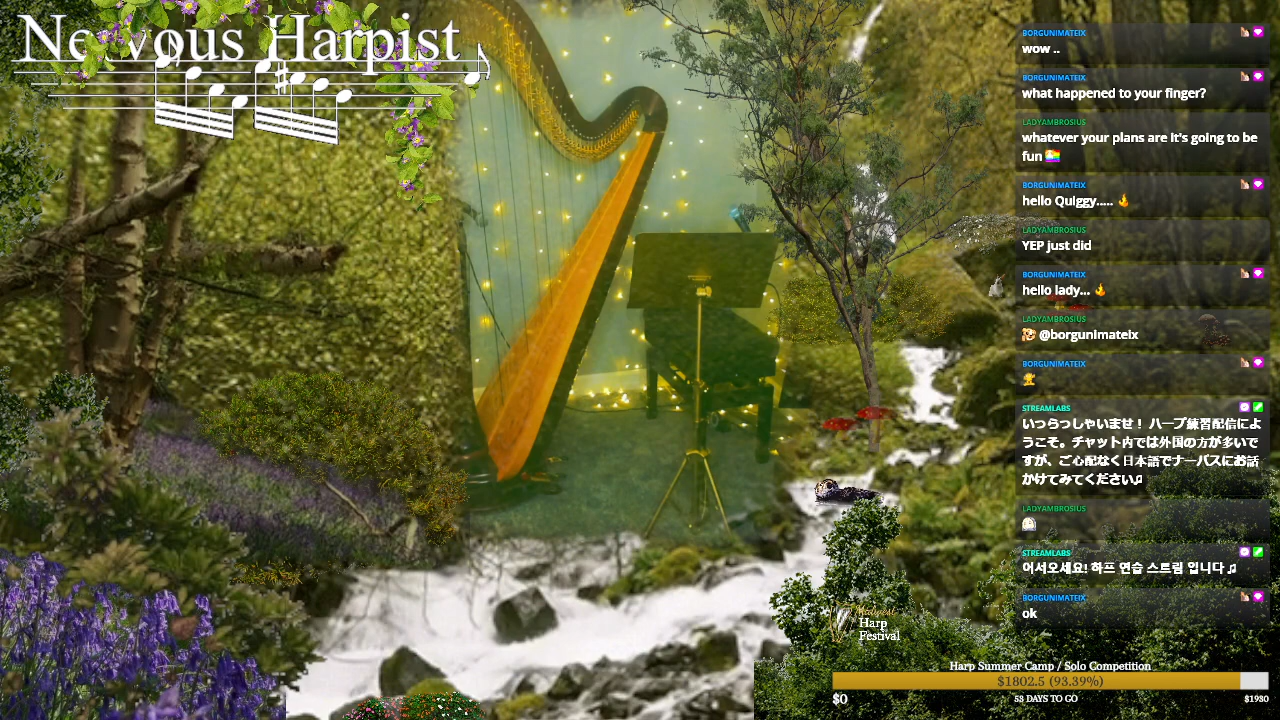 Nervous Harpist
BORGUNIMATEIX
wow ..
BORGUNIMATEIX
what happened to your finger?
LADYAMBROSIUS
whatever your plans are it's going to be
fun
BORGUNIMATEIX
hello Quiggy.....
LADYAMBROSIUS
YEP just did
BORGUNIMATEIX
hello lady...
LADYAMBROSIUS
@borgunimateix
BORGUNIMATEIX
STREAMLABS
いっらっしゃいませ！ ハープ練習配信によ
うこそ。チャット内では外国の方が多いで
すが、ご心配なく日本語でナーバスにお話
かけてみてください♫
LADYAMBROSIUS
STREAMLABS
어서오세요! 하프 연습 스트림 입니다 ♫
BORGUNIMATEIX
ok
Midwest
Harp
Festival
Harp Summer Camp / Solo Competition
$1802.5 (93.39%)
$0 53 DAYS TO GO $1930